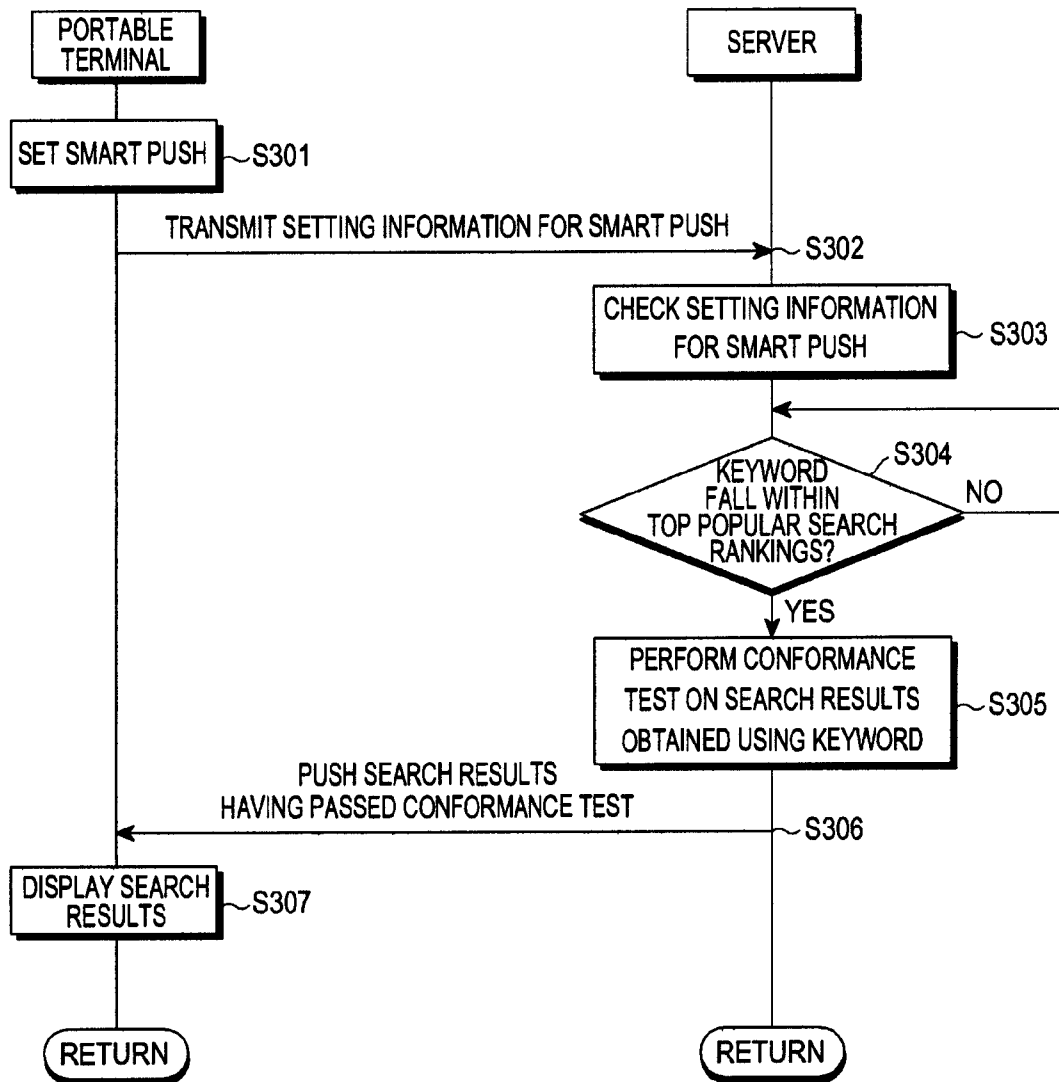 PORTABLE
TERMINAL
SERVER
SET SMART PUSH
S301
TRANSMIT SETTING INFORMATION FOR SMART PUSH
S302
CHECK SETTING INFORMATION
FOR SMART PUSH
S303
S304
KEYWORD
FALL WITHIN
TOP POPULAR SEARCH
RANKINGS?
NO
YES
PERFORM CONFORMANCE
TEST ON SEARCH RESULTS
OBTAINED USING KEYWORD
S305
PUSH SEARCH RESULTS
HAVING PASSED CONFORMANCE TEST
S306
DISPLAY SEARCH
RESULTS
S307
RETURN
RETURN